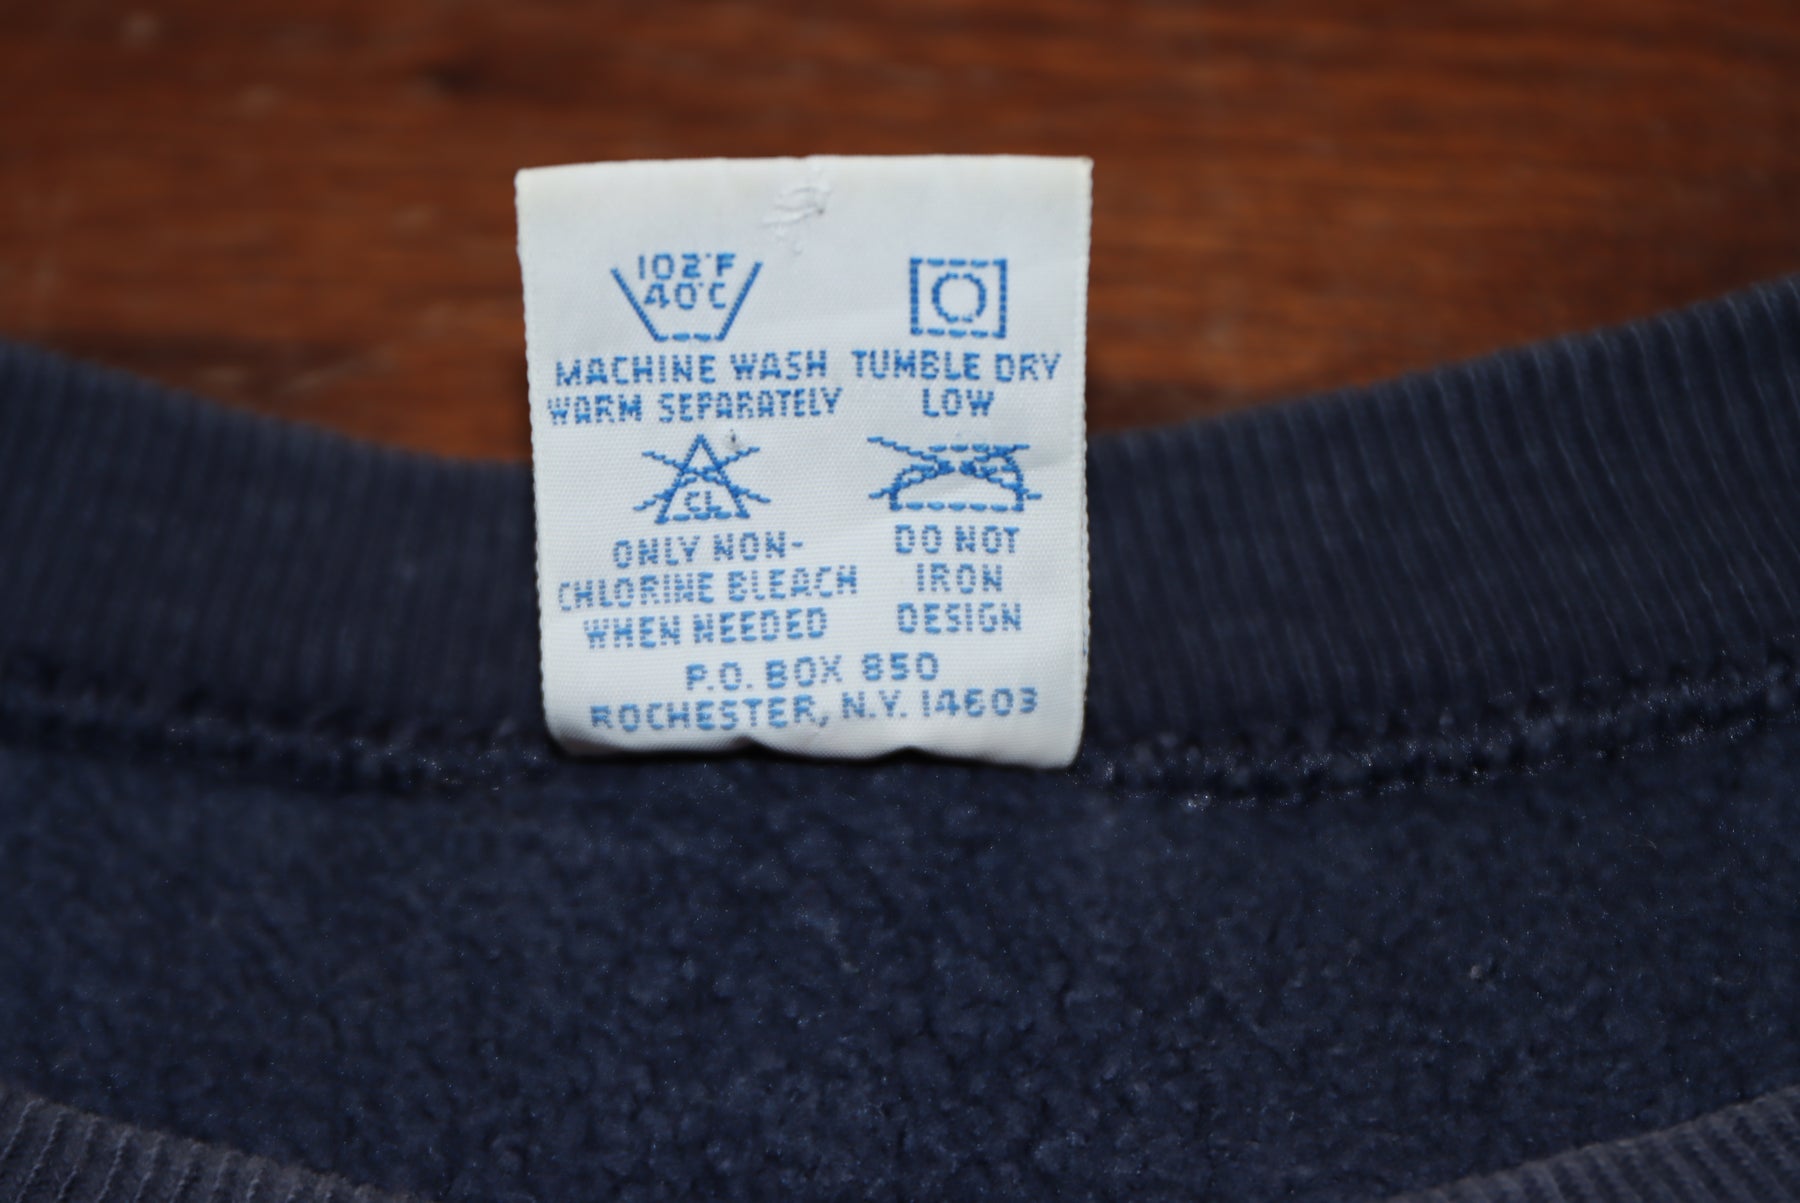 102°F
40°C
MACHINE WASH
WARM SEPARATELY
TUMBLE DRY
LOW
CL
ONLY NON-
CHLORINE BLEACH
WHEN NEEDED
DO NOT
IRON
DESIGN
P.O. BOX 850
ROCHESTER, N.Y. 14603